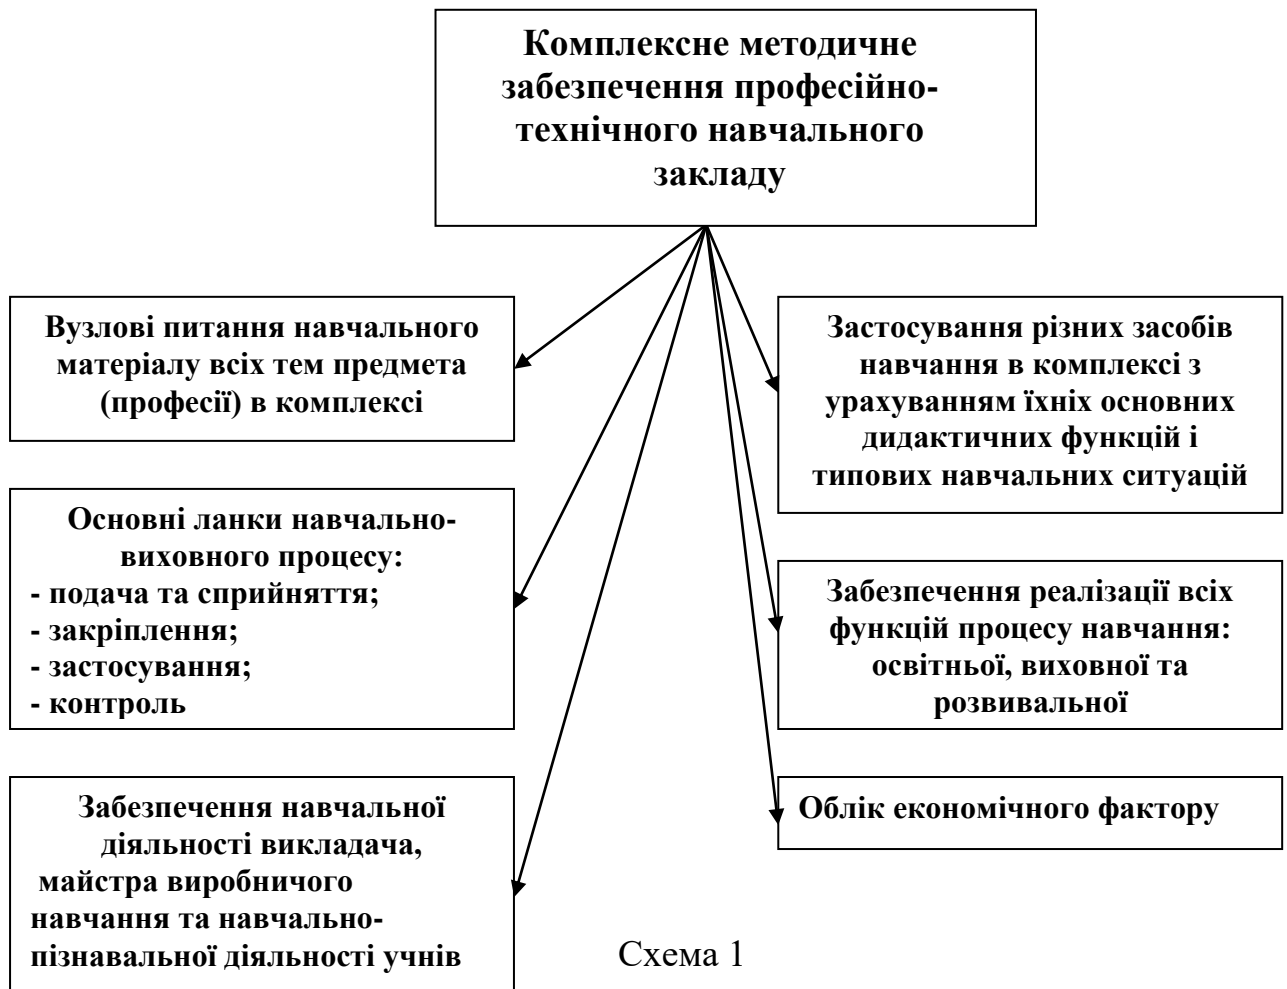 Комплексне методичне
забезпечення професійно-
технічного навчального
закладу
Вузлові питання навчального
матеріалу всіх тем предмета
(професії) в комплексі
Основні ланки навчально-
виховного процесу:
- подача та сприйняття;
- закріплення;
- застосування;
- контроль
Забезпечення навчальної
діяльності викладача,
майстра виробничого
навчання та навчально-
пізнавальної діяльності учнів
Застосування різних засобів
навчання в комплексі з
урахуванням їхніх основних
дидактичних функцій і
типових навчальних ситуацій
Забезпечення реалізації всіх
функцій процесу навчання:
освітньої, виховної та
розвивальної
Облік економічного фактору
Схема 1